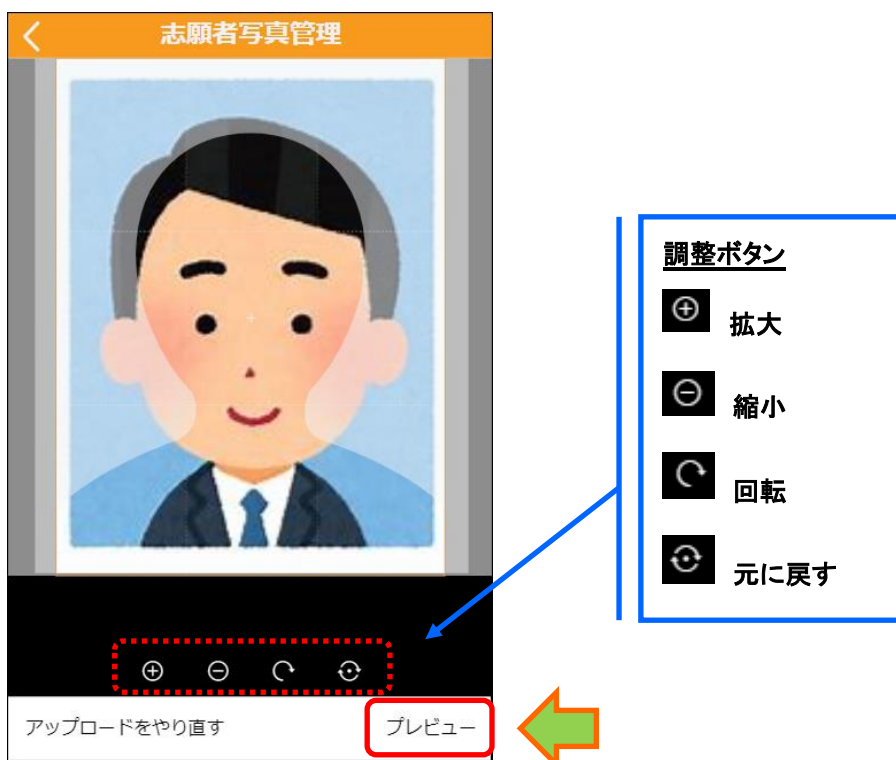 志願者写真管理
調整ボタン
拡大
縮小
回転
元に戻す
アップロードをやり直す
プレビュー